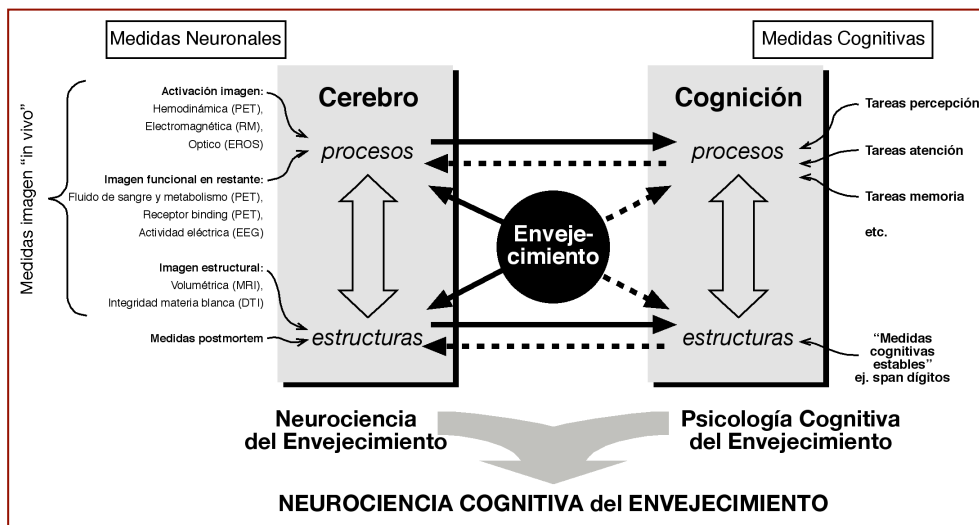 Medidas Neuronales
Medidas Cognitivas
Medidas imagen “in vivo”
Activación imagen:
Hemodinámica (PET),
Electromagnética (RM),
Optico (EROS)
Imagen funcional en restante:
Fluido de sangre y metabolismo (PET),
Receptor binding (PET),
Actividad eléctrica (EEG)
Imagen estructural:
Volumétrica (MRI),
Integridad materia blanca (DTI)
Medidas postmortem
Cerebro
procesos
estructuras
Enveje-
cimiento
Cognición
procesos
estructuras
Tareas percepción
Tareas atención
Tareas memoria
etc.
“Medidas
cognitivas
estables”
ej. span dígitos
Neurociencia
del Envejecimiento
Psicología Cognitiva
del Envejecimiento
NEUROCIENCIA COGNITIVA del ENVEJECIMIENTO